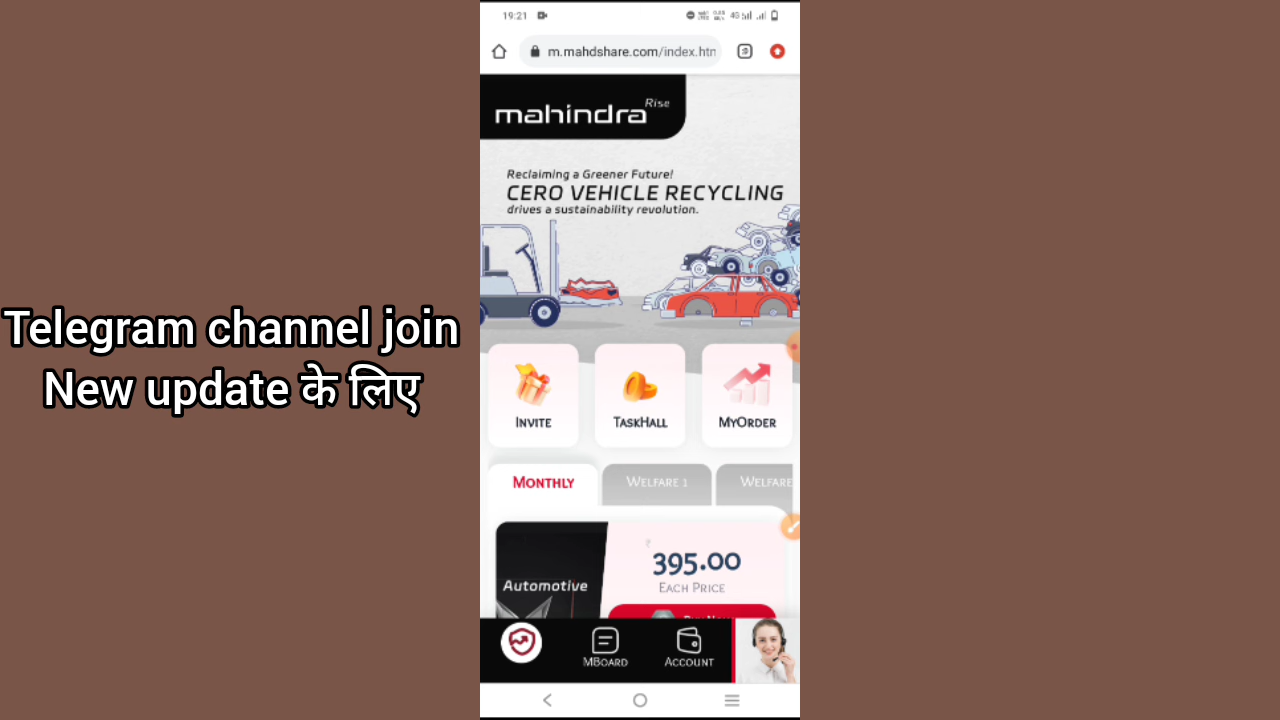 19:21
4G
m.mahdshare.com/index.htm
mahindra Rise
Reclaiming a Greener Future!
CERO VEHICLE RECYCLING
drives a sustainability revolution.
Telegram channel join
New update के लिए
Invite
TaskHall
MyOrder
Monthly
Welfare 1
Welfare
₹
395.00
Each Price
Automotive
MBoard
Account